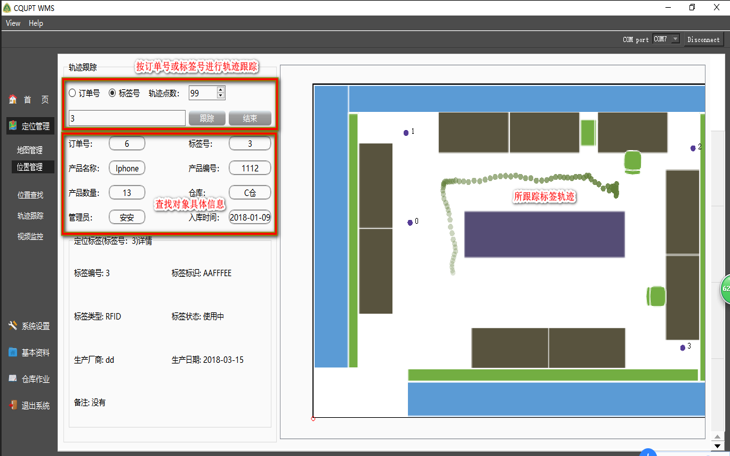 CQUPT WMS
View Help
COM port COM7 Disconnect
首 页
定位管理
地图管理
位置管理
位置查找
轨迹跟踪
视频监控
系统设置
基本资料
仓库作业
退出系统
轨迹跟踪
按订单号或标签号进行轨迹跟踪
订单号 标签号 轨迹点数: 99
3 跟踪 结束
订单号: 6 标签号: 3
产品名称: Iphone 产品编号: 1112
产品数量: 13 仓库: C仓
查找对象具体信息
管理员: 安安 入库时间: 2018-01-09
定位标签(标签号: 3)详情
标签编号: 3 标签标识: AAFFFEE
标签类型: RFID 标签状态: 使用中
生产厂商: dd 生产日期: 2018-03-15
备注: 没有
1
2
所跟踪标签轨迹
0
3